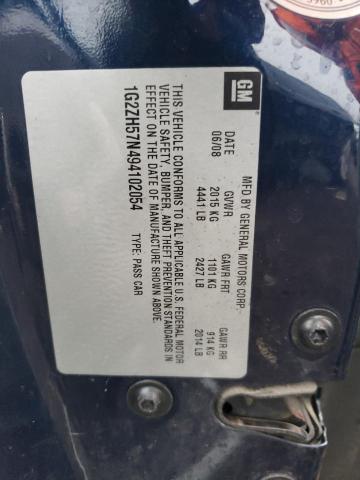 GM
MFD BY GENERAL MOTORS CORP.
DATE GVWR GAWR FRT GAWR RR
06/08 2015 KG 1101 KG 914 KG
4441 LB 2427 LB 2014 LB
THIS VEHICLE CONFORMS TO ALL APPLICABLE U.S. FEDERAL MOTOR
VEHICLE SAFETY, BUMPER, AND THEFT PREVENTION STANDARDS IN
EFFECT ON THE DATE OF MANUFACTURE SHOWN ABOVE.
1G2ZH57N494102054 TYPE: PASS CAR